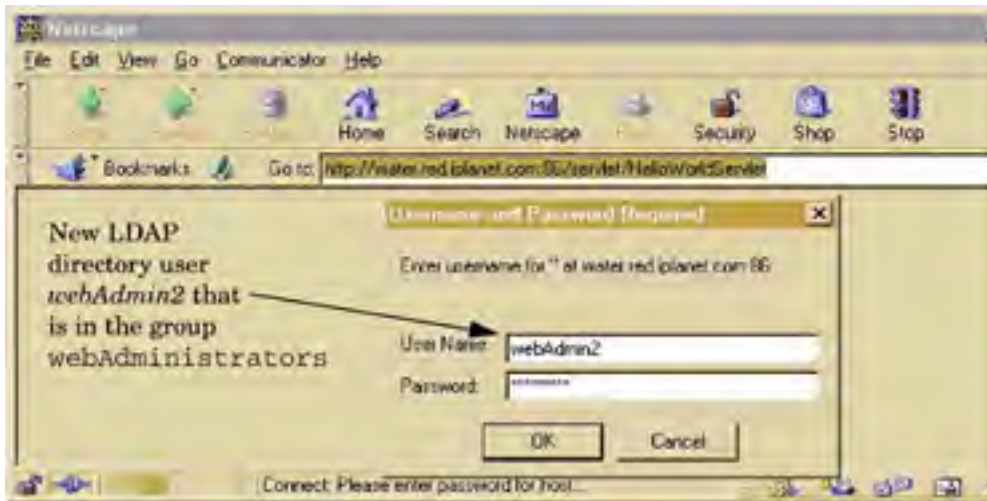 Netscape
File Edit View Go Communicator Help
Home Search Netscape Security Shop Stop
Bookmarks Go to: http://water.red.iplanet.com:86/servlet/HelloWorldServlet
Username and Password Required
New LDAP
directory user
webAdmin2 that
is in the group
webAdministrators
Enter username for "" at water.red.iplanet.com:86:
User Name: webAdmin2
Password: ********
OK Cancel
Connect: Please enter password for host...